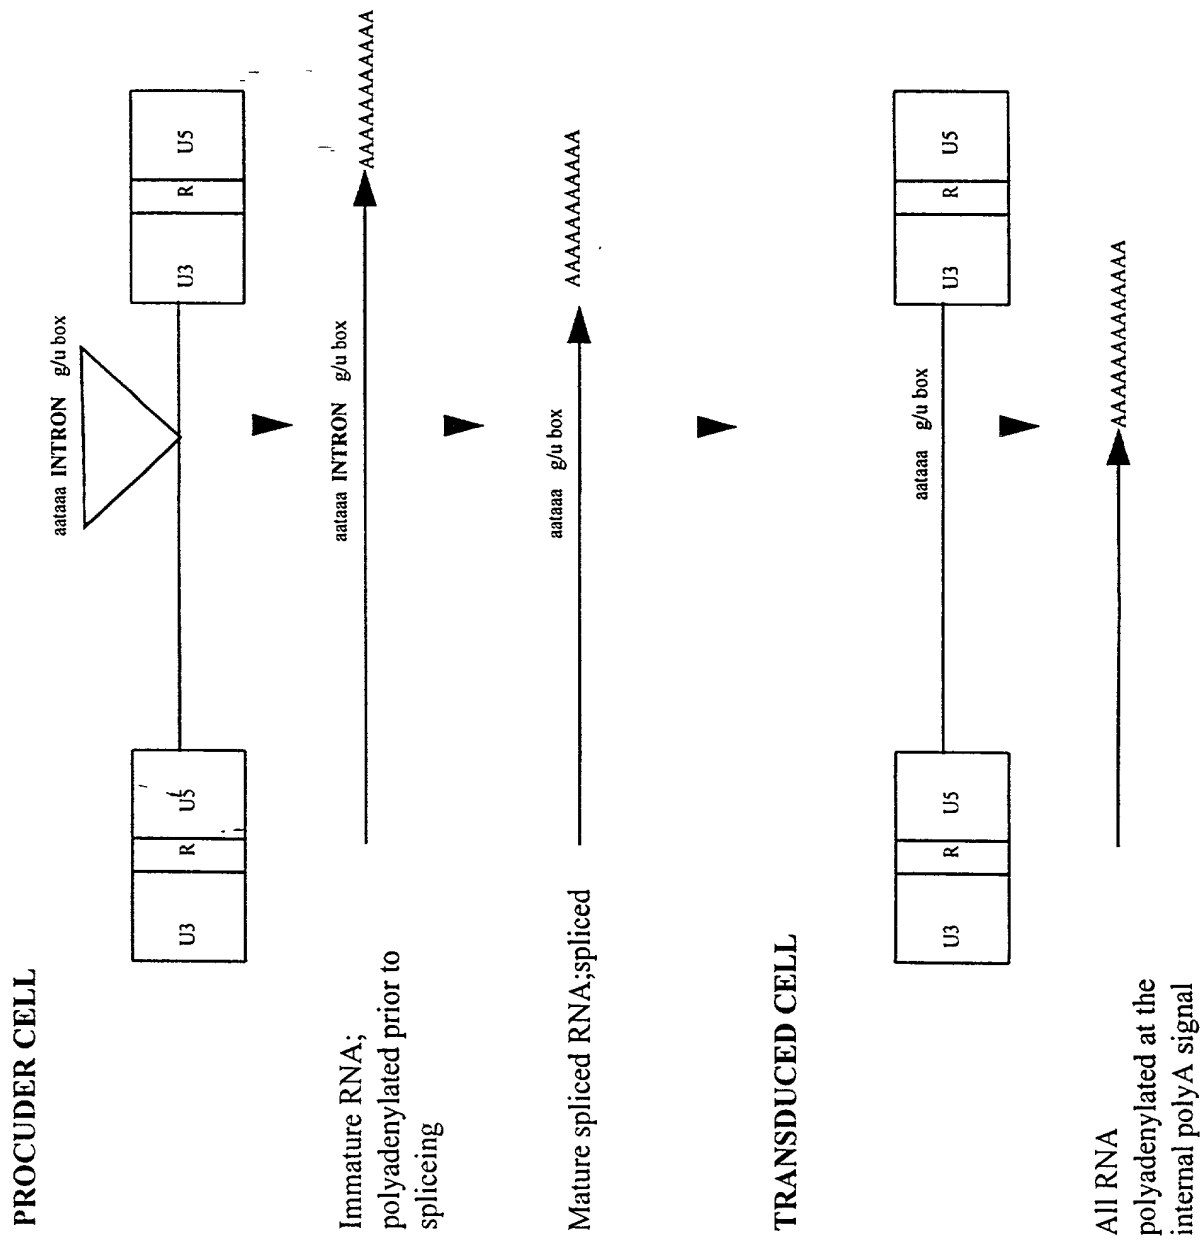 PROCUDER CELL
aataaa INTRON g/u box
U3 R U5
U3 R U5
Immature RNA;
polyadenylated prior to
spliceing
aataaa INTRON g/u box
AAAAAAAAAAA
Mature spliced RNA;spliced
aataaa g/u box
AAAAAAAAAAA
TRANSDUCED CELL
aataaa g/u box
U3 R U5
U3 R U5
All RNA
polyadenylated at the
internal polyA signal
AAAAAAAAAAAA